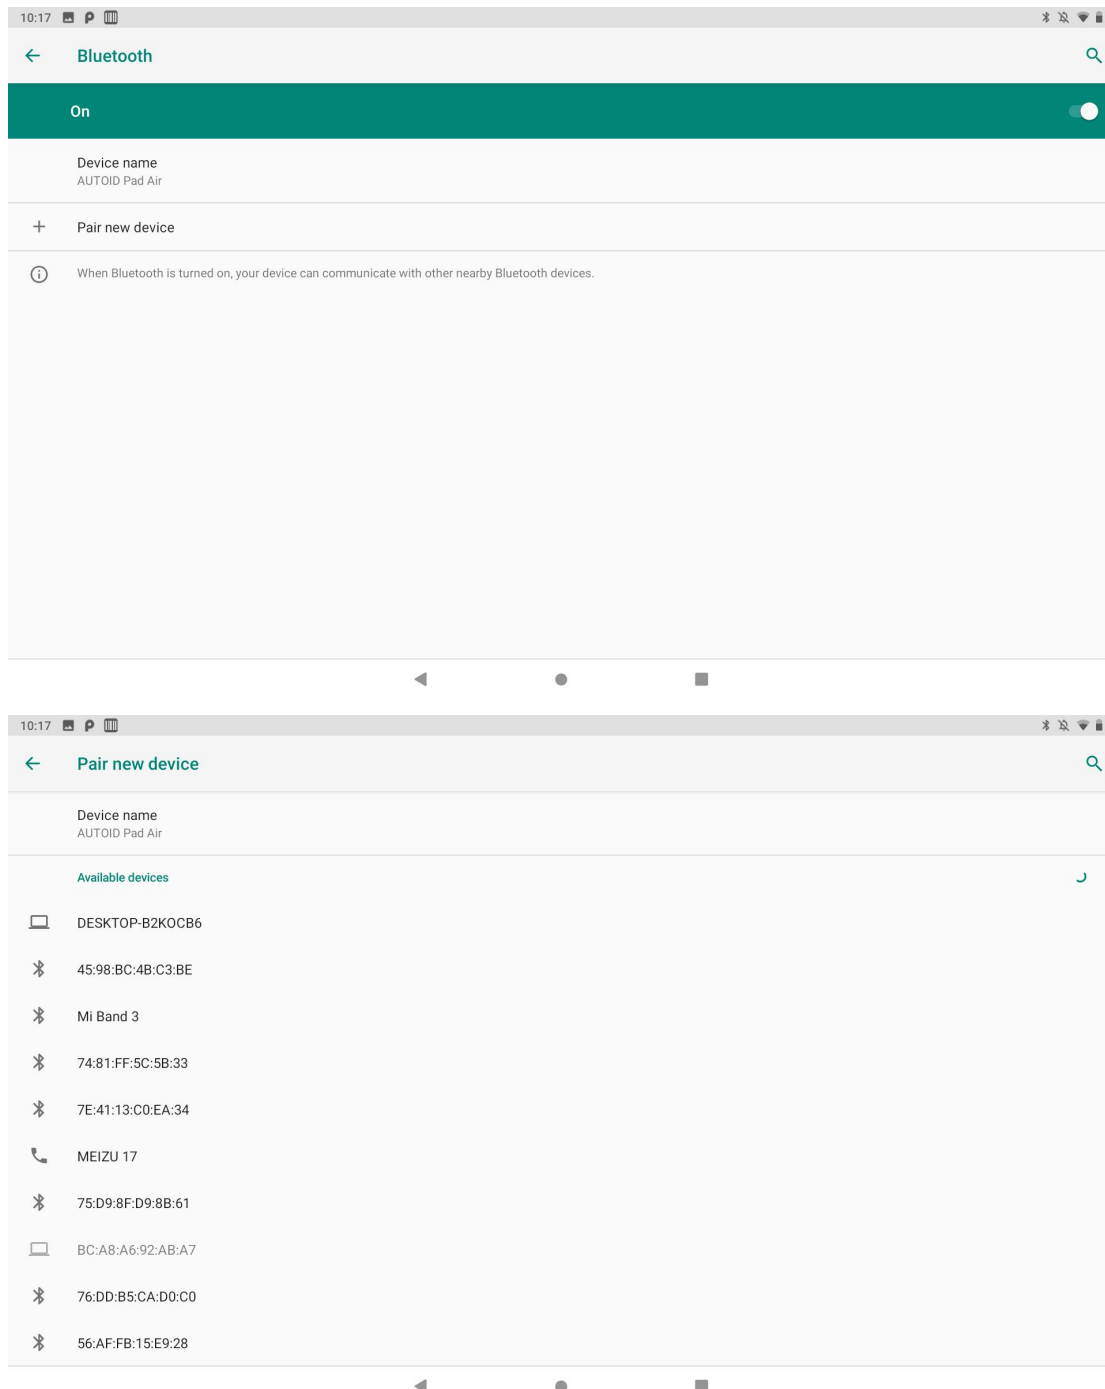 10:17
Bluetooth
On
Device name
AUTOID Pad Air
Pair new device
When Bluetooth is turned on, your device can communicate with other nearby Bluetooth devices.
10:17
Pair new device
Device name
AUTOID Pad Air
Available devices
DESKTOP-B2KOCB6
45:98:BC:4B:C3:BE
Mi Band 3
74:81:FF:5C:5B:33
7E:41:13:C0:EA:34
MEIZU 17
75:D9:8F:D9:8B:61
BC:A8:A6:92:AB:A7
76:DD:B5:CA:D0:C0
56:AF:FB:15:E9:28